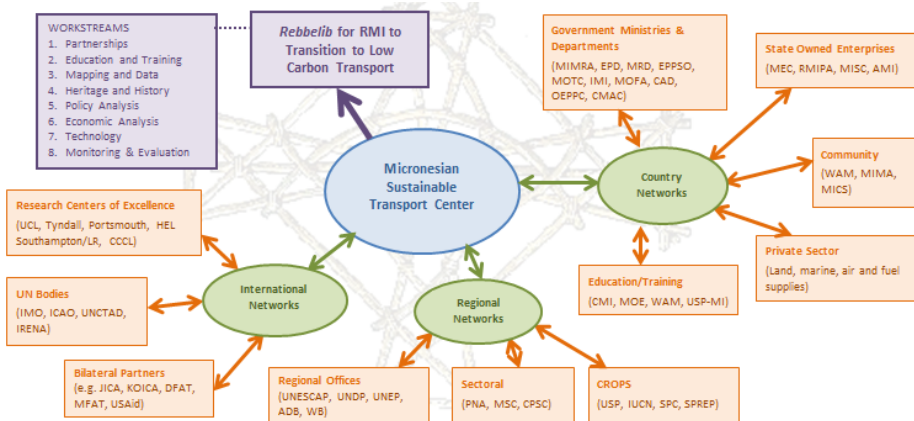 WORKSTREAMS
1. Partnerships
2. Education and Training
3. Mapping and Data
4. Heritage and History
5. Policy Analysis
6. Economic Analysis
7. Technology
8. Monitoring & Evaluation
Rebbelib for RMI to
Transition to Low
Carbon Transport
Government Ministries &
Departments
(MIMRA, EPD, MRD, EPPSO,
MOTC, IMI, MOFA, CAD,
OEPPC, CMAC)
State Owned Enterprises
(MEC, RMIPA, MISC, AMI)
Micronesian
Sustainable
Transport Center
Country
Networks
Community
(WAM, MIMA,
MICS)
Research Centers of Excellence
(UCL, Tyndall, Portsmouth, HEL
Southampton/LR, CCCL)
Private Sector
(Land, marine, air and fuel
supplies)
Education/Training
(CMI, MOE, WAM, USP-MI)
International
Networks
Regional
Networks
UN Bodies
(IMO, ICAO, UNCTAD,
IRENA)
Bilateral Partners
(e.g. JICA, KOICA, DFAT,
MFAT, USAid)
Regional Offices
(UNESCAP, UNDP, UNEP,
ADB, WB)
Sectoral
(PNA, MSC, CPSC)
CROPS
(USP, IUCN, SPC, SPREP)